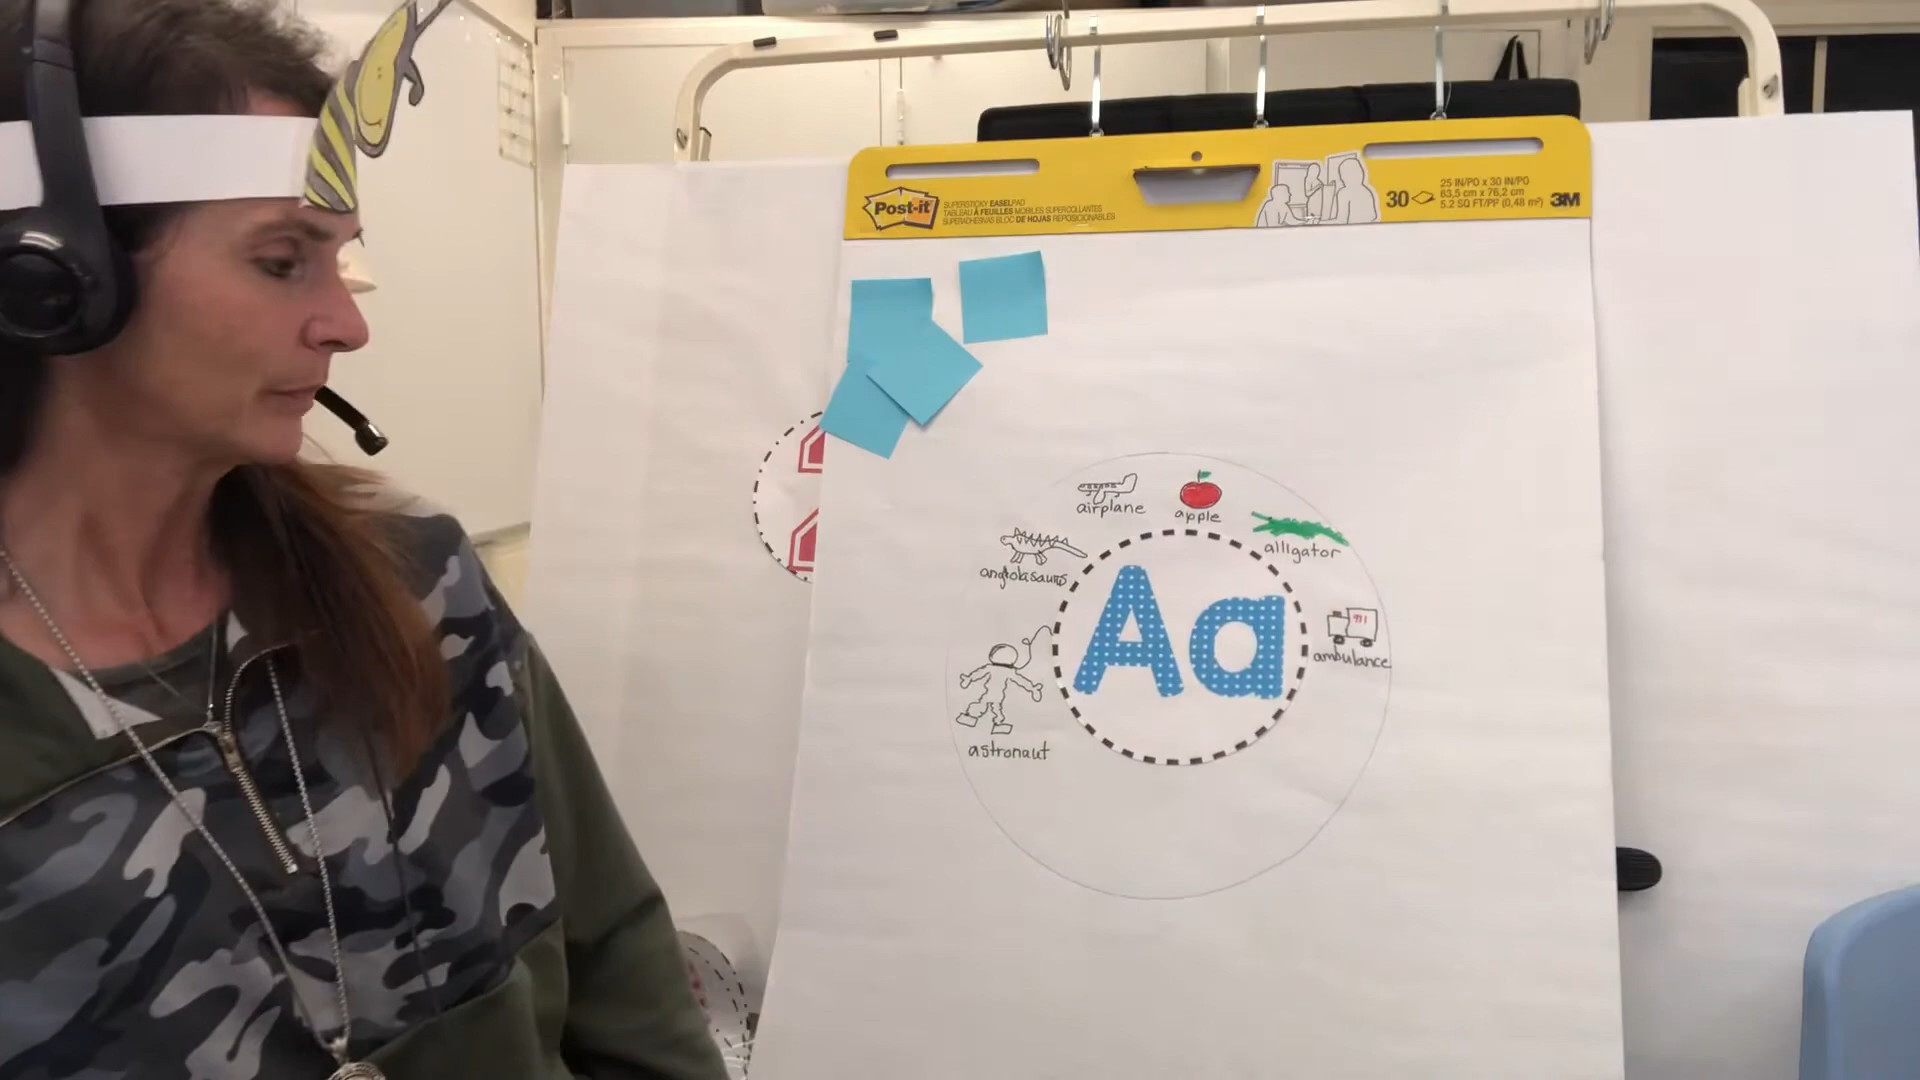 Post-it
SUPERSTICKY EASEL PAD
TABLEAU À FEUILLES MOBILES SUPERCOLLANTES
SUPERADHESIVAS BLOC DE HOJAS REPOSICIONABLES
30
25 IN/PO x 30 IN/PO
63,5 cm x 76,2 cm
5.2 SQ FT/PP (0,48 m²)
3M
airplane
apple
alligator
anglolasaurus
911
ambulance
astronaut
Aa